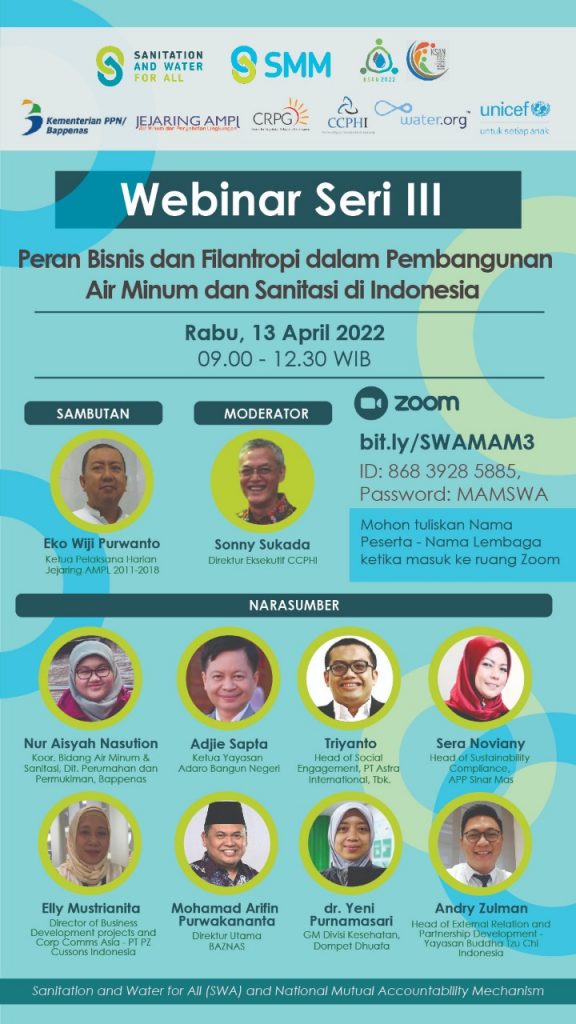 SANITATION
AND WATER
FOR ALL
SMM
KSAN 2022
KSAN
Kementerian PPN/
Bappenas
JEJARING AMPL
Air Minum dan Penyehatan Lingkungan
CRPG
CCPHI
water.org™
unicef
untuk setiap anak
Webinar Seri III
Peran Bisnis dan Filantropi dalam Pembangunan
Air Minum dan Sanitasi di Indonesia
Rabu, 13 April 2022
09.00 - 12.30 WIB
SAMBUTAN
Eko Wiji Purwanto
Ketua Pelaksana Harian
Jejaring AMPL 2011-2018
MODERATOR
Sonny Sukada
Direktur Eksekutif CCPHI
zoom
bit.ly/SWAMAM3
ID: 868 3928 5885,
Password: MAMSWA
Mohon tuliskan Nama
Peserta - Nama Lembaga
ketika masuk ke ruang Zoom
NARASUMBER
Nur Aisyah Nasution
Koor. Bidang Air Minum &
Sanitasi, Dit. Perumahan dan
Permukiman, Bappenas
Adjie Sapta
Ketua Yayasan
Adaro Bangun Negeri
Triyanto
Head of Social
Engagement, PT Astra
International, Tbk.
Sera Noviany
Head of Sustainability
Compliance,
APP Sinar Mas
Elly Mustrianita
Director of Business
Development projects and
Corp Comms Asia - PT PZ
Cussons Indonesia
Mohamad Arifin
Purwakananta
Direktur Utama
BAZNAS
dr. Yeni
Purnamasari
GM Divisi Kesehatan,
Dompet Dhuafa
Andry Zulman
Head of External Relation and
Partnership Development -
Yayasan Buddha Tzu Chi
Indonesia
Sanitation and Water for All (SWA) and National Mutual Accountability Mechanism